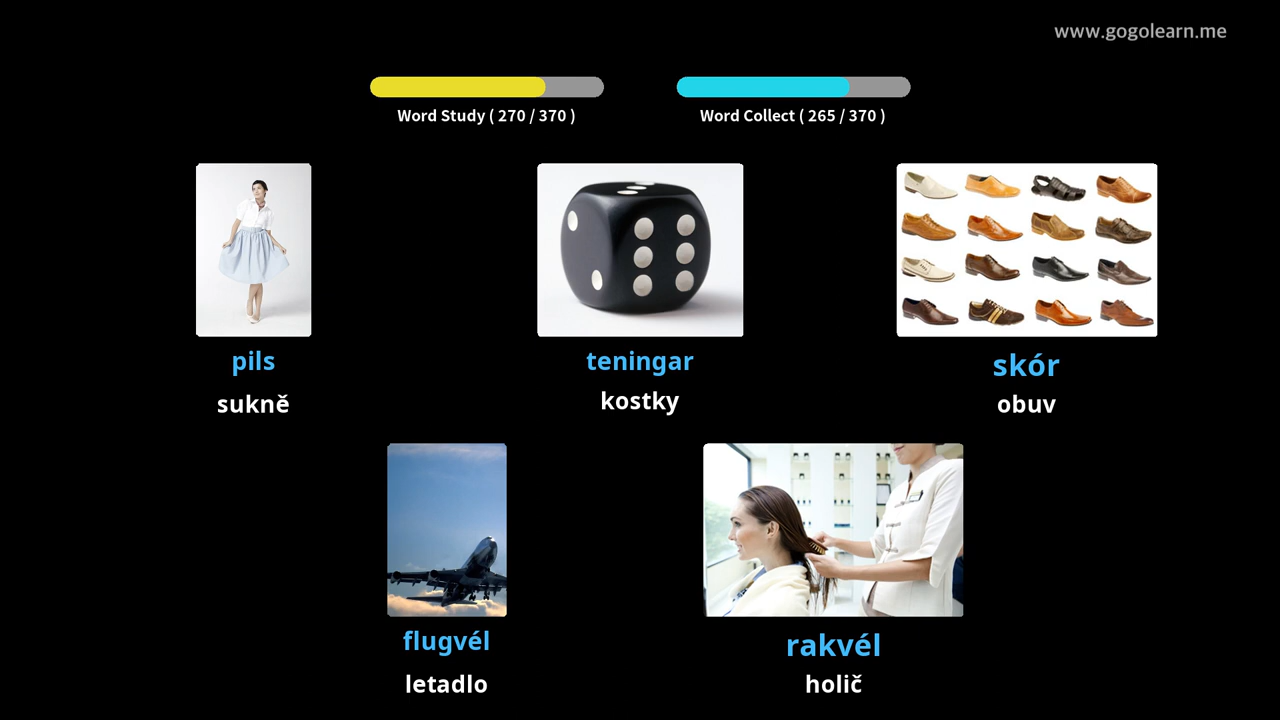 www.gogolearn.me
Word Study ( 270 / 370 )
Word Collect ( 265 / 370 )
pils
sukně
teningar
kostky
skór
obuv
flugvél
letadlo
rakvél
holič